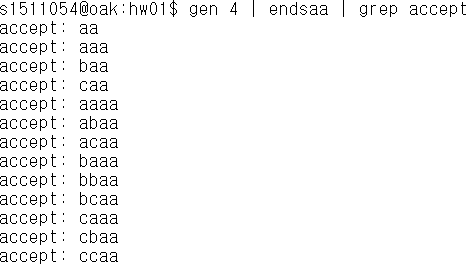 s1511054@oak:hw01$ gen 4 | endsaa | grep accept
accept: aa
accept: aaa
accept: baa
accept: caa
accept: aaaa
accept: abaa
accept: acaa
accept: baaa
accept: bbaa
accept: bcaa
accept: caaa
accept: cbaa
accept: ccaa